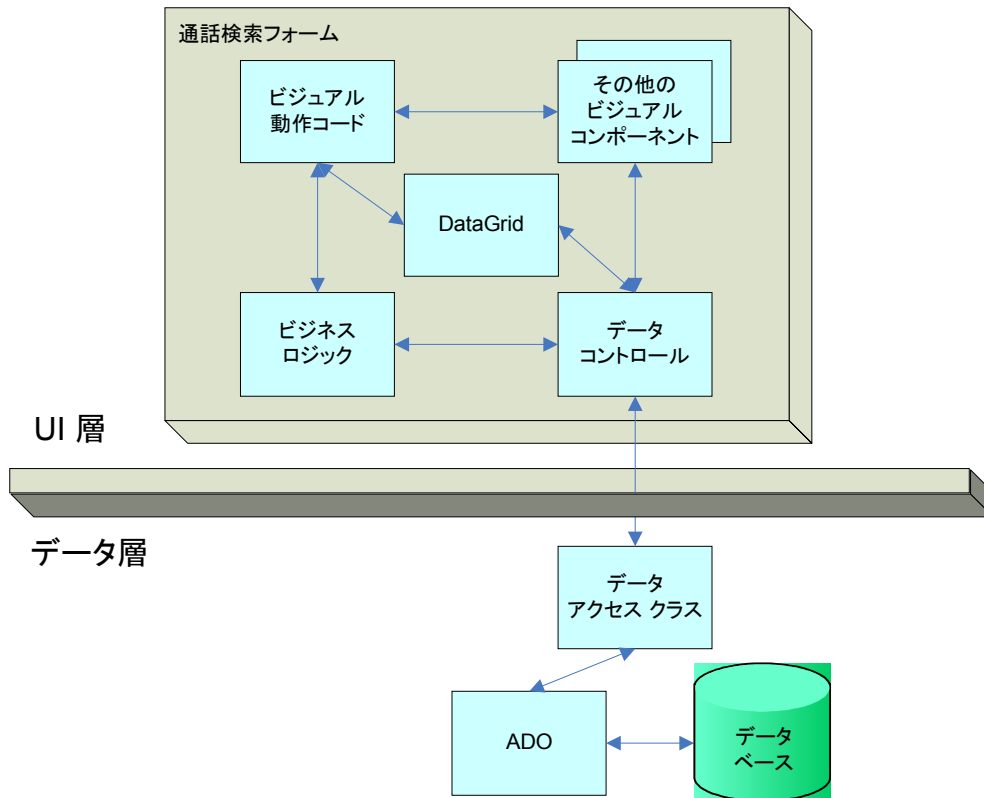 通話検索フォーム
ビジュアル
動作コード
その他の
ビジュアル
コンポーネント
DataGrid
ビジネス
ロジック
データ
コントロール
UI 層
データ層
データ
アクセス クラス
ADO
データ
ベース